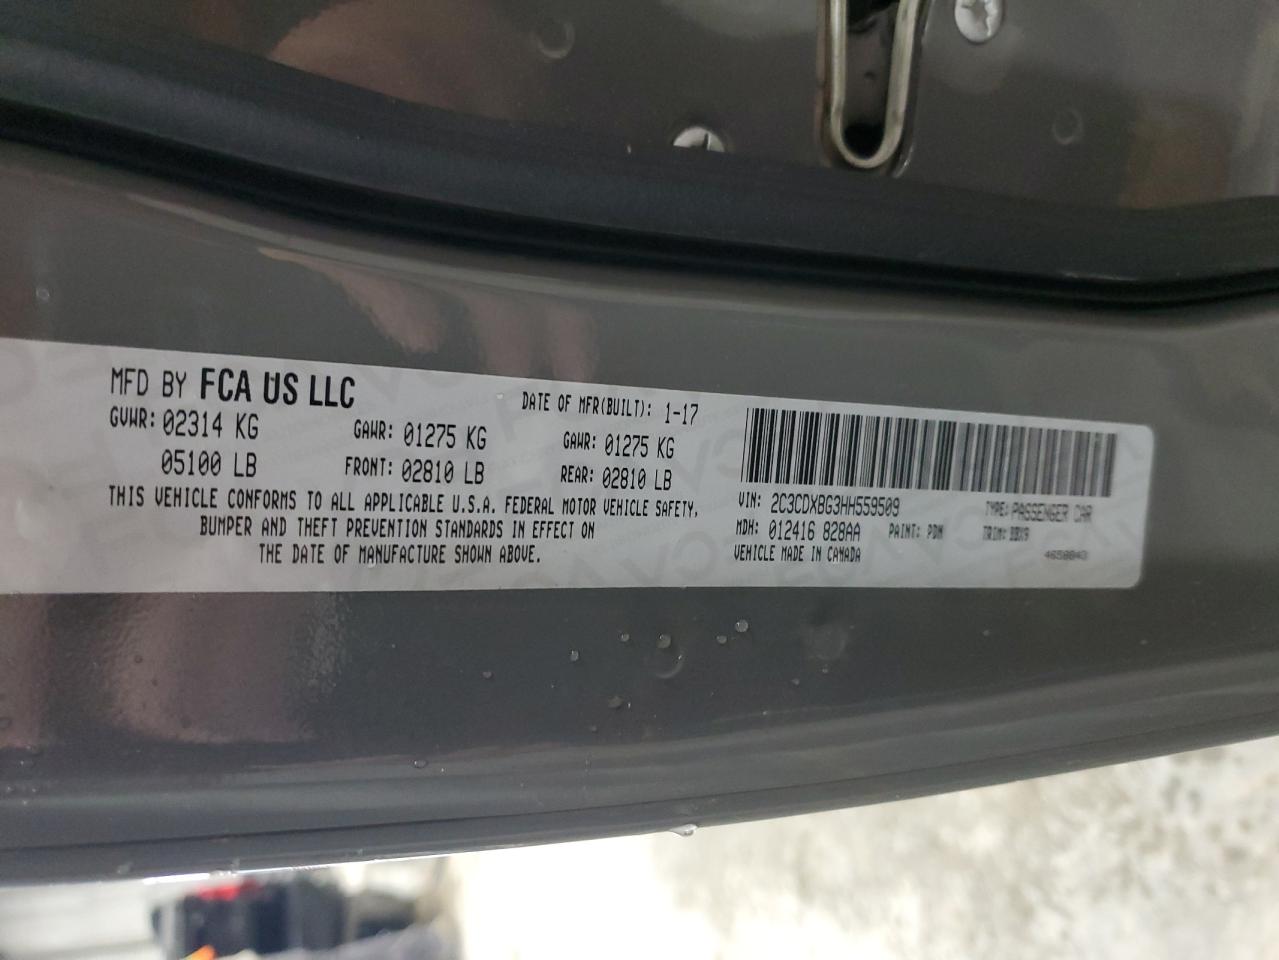 MFD BY FCA US LLC DATE OF MFR(BUILT): 1-17
GVWR: 02314 KG GAWR: 01275 KG GAWR: 01275 KG
05100 LB FRONT: 02810 LB REAR: 02810 LB
THIS VEHICLE CONFORMS TO ALL APPLICABLE U.S.A. FEDERAL MOTOR VEHICLE SAFETY,
BUMPER AND THEFT PREVENTION STANDARDS IN EFFECT ON
THE DATE OF MANUFACTURE SHOWN ABOVE.
VIN: 2C3CDXBG3HH559509 TYPE: PASSENGER CAR
MDH: 012416 828AA PAINT: PDN TRIM:
VEHICLE MADE IN CANADA